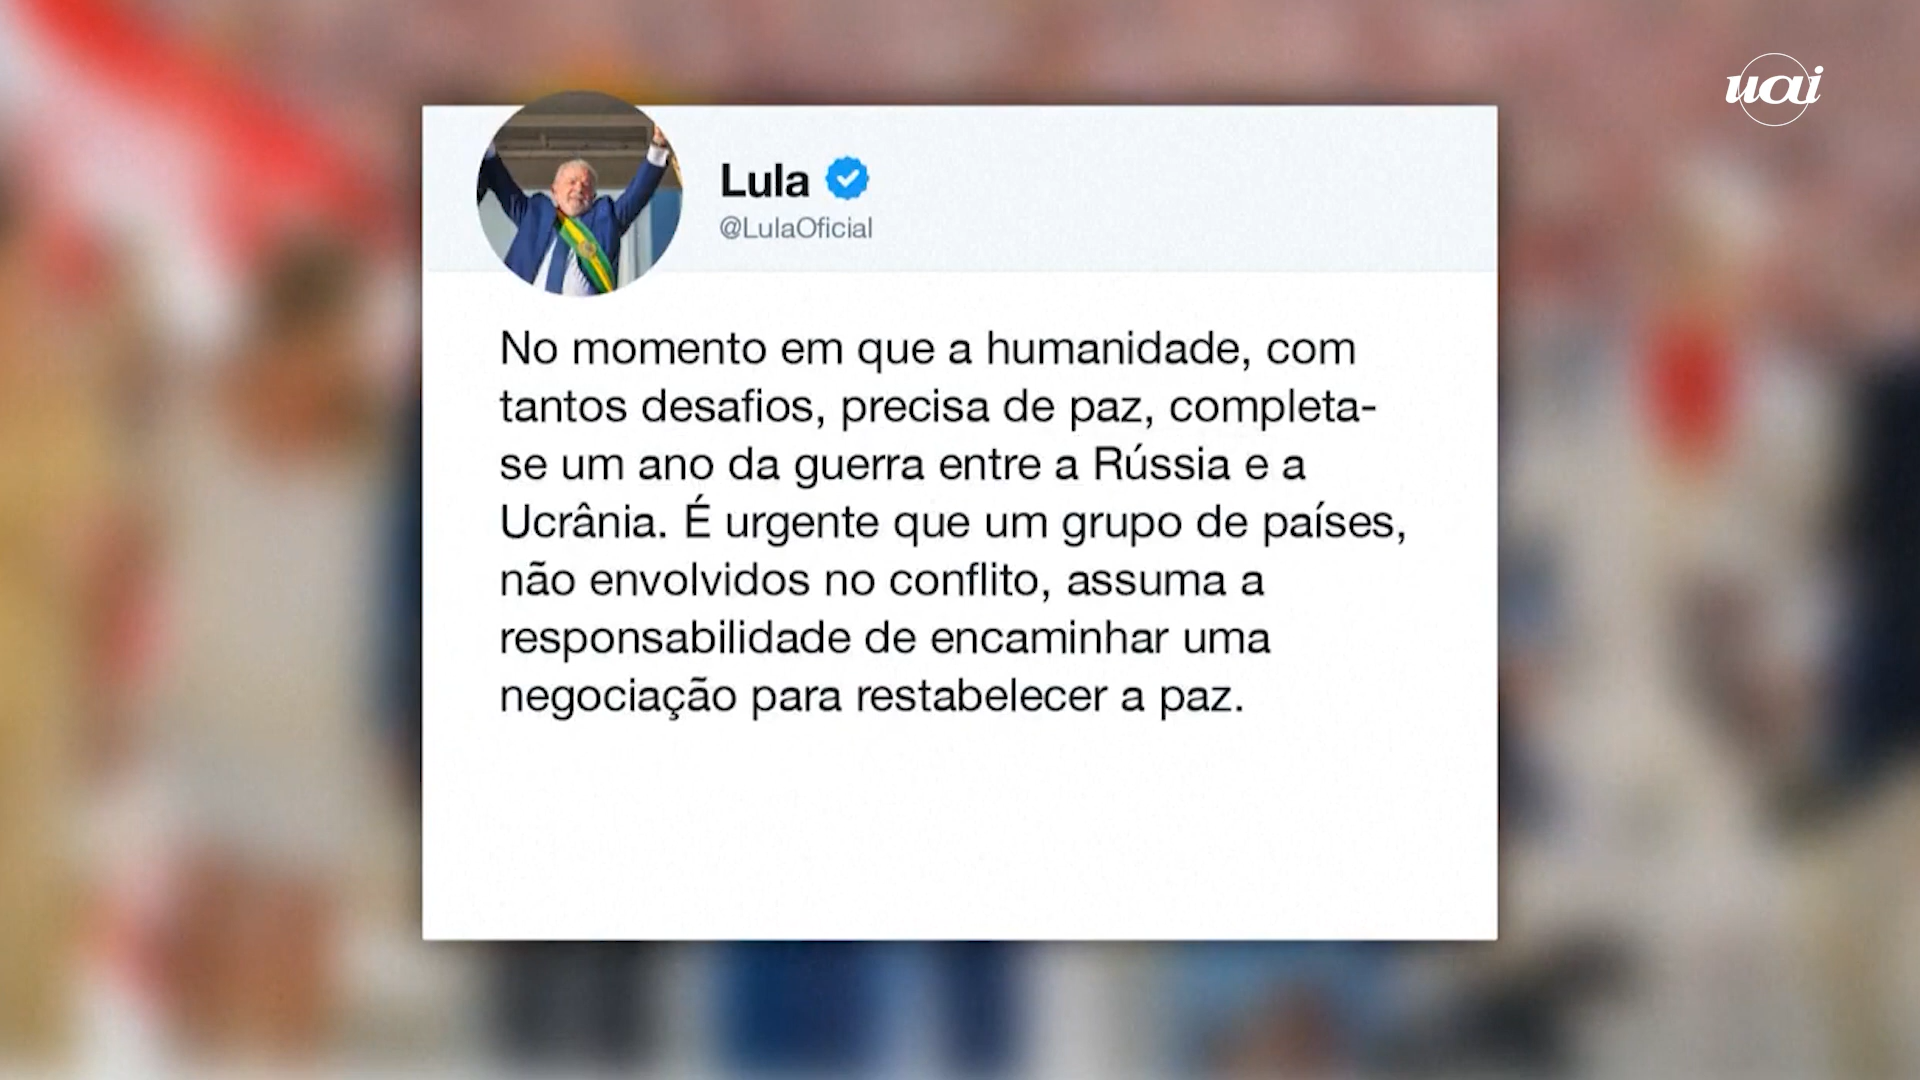 uai
Lula
@LulaOficial
No momento em que a humanidade, com
tantos desafios, precisa de paz, completa-
se um ano da guerra entre a Rússia e a
Ucrânia. É urgente que um grupo de países,
não envolvidos no conflito, assuma a
responsabilidade de encaminhar uma
negociação para restabelecer a paz.